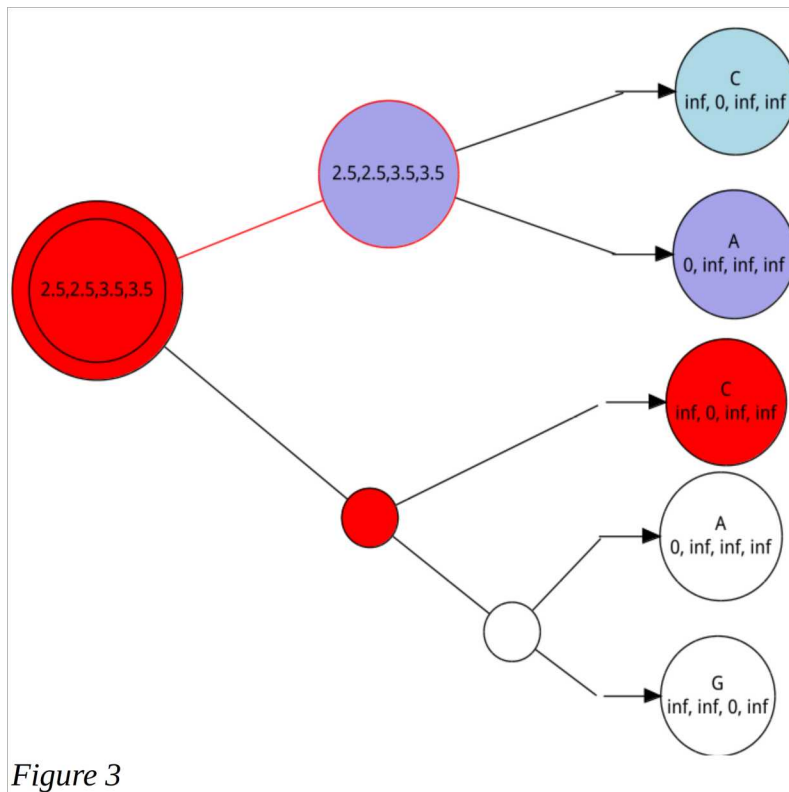 C
inf, 0, inf, inf
2.5,2.5,3.5,3.5
A
0, inf, inf, inf
2.5,2.5,3.5,3.5
C
inf, 0, inf, inf
A
0, inf, inf, inf
G
inf, inf, 0, inf
Figure 3